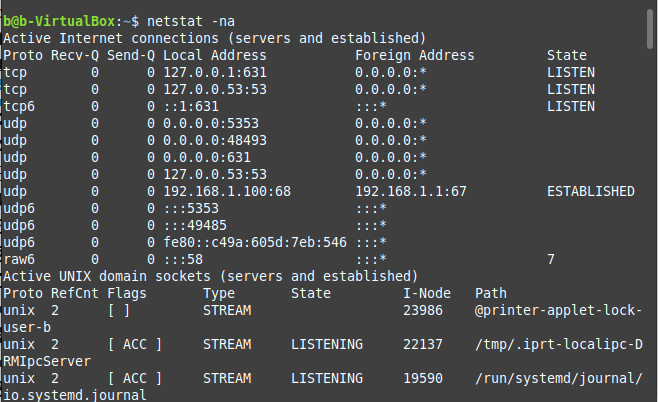 b@b-VirtualBox:~$ netstat -na
Active Internet connections (servers and established)
Proto Recv-Q Send-Q Local Address           Foreign Address         State
tcp        0      0 127.0.0.1:631           0.0.0.0:*               LISTEN
tcp        0      0 127.0.0.53:53           0.0.0.0:*               LISTEN
tcp6       0      0 ::1:631                 :::*                    LISTEN
udp        0      0 0.0.0.0:5353            0.0.0.0:*
udp        0      0 0.0.0.0:48493           0.0.0.0:*
udp        0      0 0.0.0.0:631             0.0.0.0:*
udp        0      0 127.0.0.53:53           0.0.0.0:*
udp        0      0 192.168.1.100:68        192.168.1.1:67          ESTABLISHED
udp6       0      0 :::5353                 :::*
udp6       0      0 :::49485                :::*
udp6       0      0 fe80::c49a:605d:7eb:546 :::*
raw6       0      0 :::58                   :::*                    7
Active UNIX domain sockets (servers and established)
Proto RefCnt Flags       Type       State         I-Node   Path
unix  2      [ ]         STREAM                   23986    @printer-applet-lock-
user-b
unix  2      [ ACC ]     STREAM     LISTENING     22137    /tmp/.iprt-localipc-D
RMIpcServer
unix  2      [ ACC ]     STREAM     LISTENING     19590    /run/systemd/journal/
io.systemd.journal